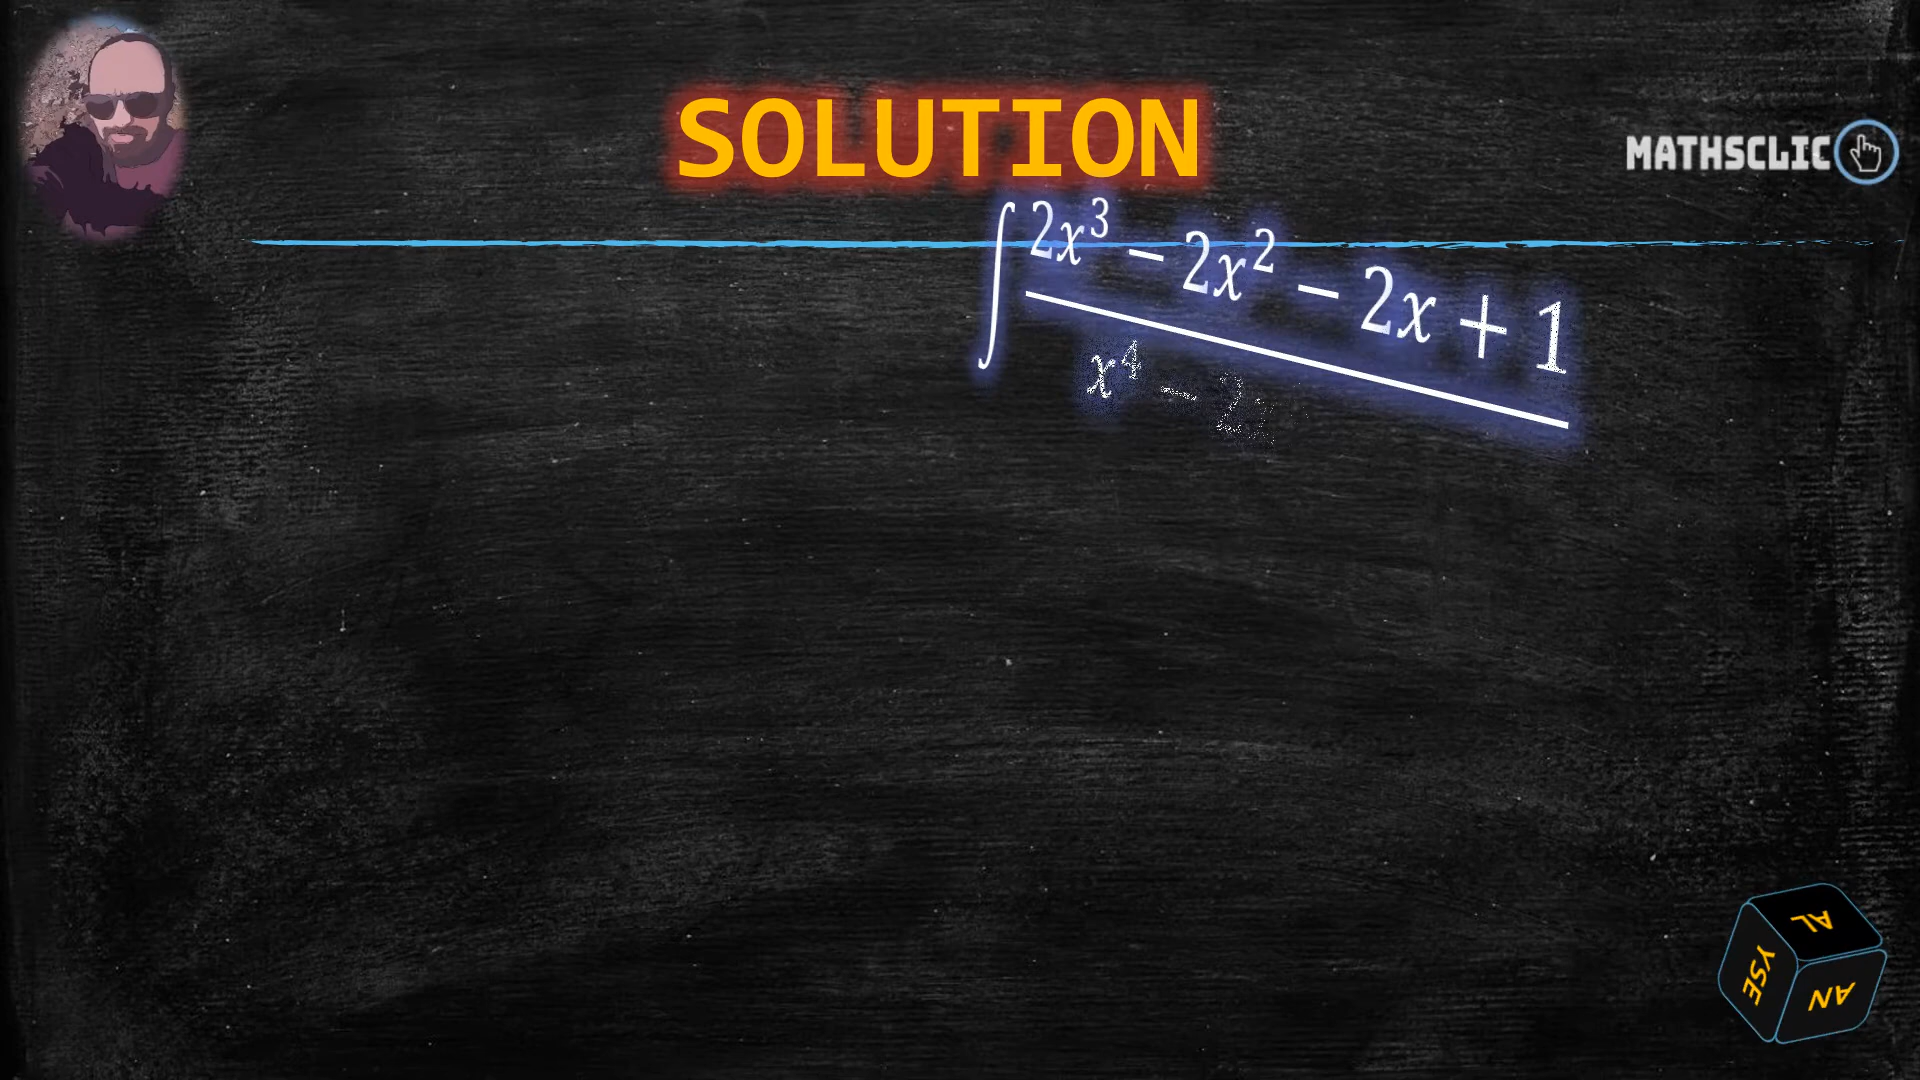 SOLUTION
MATHSCLIC
∫ 2x³ − 2x² − 2x + 1
x⁴ − 2
AL
YSE
AN